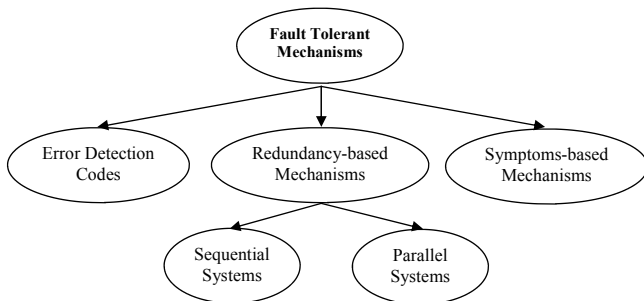 Fault Tolerant
Mechanisms
Error Detection
Codes
Redundancy-based
Mechanisms
Symptoms-based
Mechanisms
Sequential
Systems
Parallel
Systems